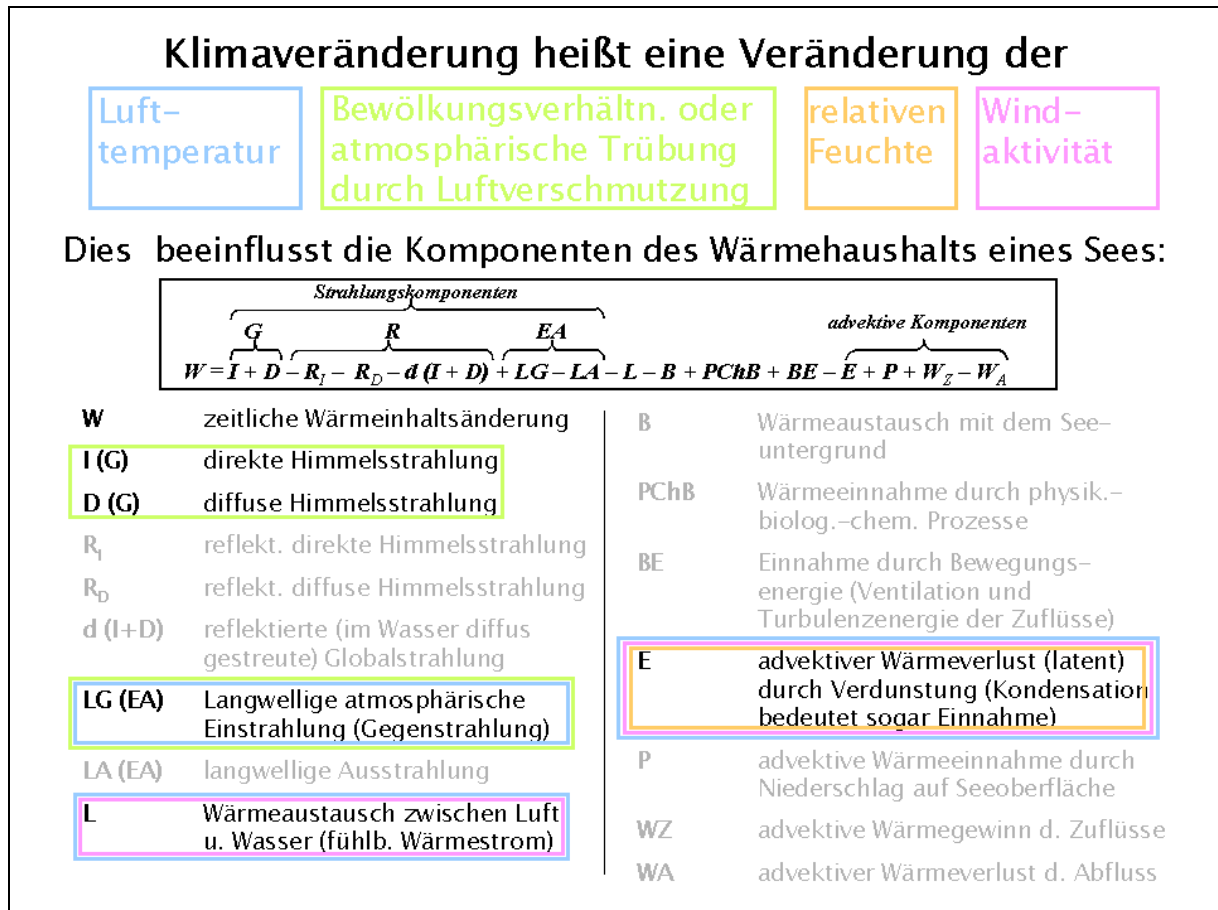 Klimaveränderung heißt eine Veränderung der
Luft-
temperatur
Bewölkungsverhältn. oder
atmosphärische Trübung
durch Luftverschmutzung
relativen
Feuchte
Wind-
aktivität
Dies beeinflusst die Komponenten des Wärmehaushalts eines Sees:
Strahlungskomponenten
G R EA advektive Komponenten
W = I + D – R_I – R_D – d (I + D) + LG – LA – L – B + PChB + BE – E + P + W_Z – W_A
W zeitliche Wärmeinhaltsänderung
I (G) direkte Himmelsstrahlung
D (G) diffuse Himmelsstrahlung
R_I reflekt. direkte Himmelsstrahlung
R_D reflekt. diffuse Himmelsstrahlung
d (I+D) reflektierte (im Wasser diffus
gestreute) Globalstrahlung
LG (EA) Langwellige atmosphärische
Einstrahlung (Gegenstrahlung)
LA (EA) langwellige Ausstrahlung
L Wärmeaustausch zwischen Luft
u. Wasser (fühlb. Wärmestrom)
B Wärmeaustausch mit dem See-
untergrund
PChB Wärmeeinnahme durch physik.-
biolog.-chem. Prozesse
BE Einnahme durch Bewegungs-
energie (Ventilation und
Turbulenzenergie der Zuflüsse)
E advektiver Wärmeverlust (latent)
durch Verdunstung (Kondensation
bedeutet sogar Einnahme)
P advektive Wärmeeinnahme durch
Niederschlag auf Seeoberfläche
WZ advektive Wärmegewinn d. Zuflüsse
WA advektiver Wärmeverlust d. Abfluss